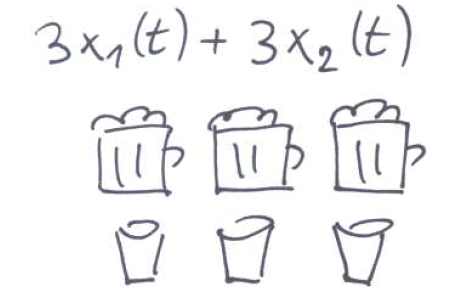 3x₁(t) + 3x₂(t)